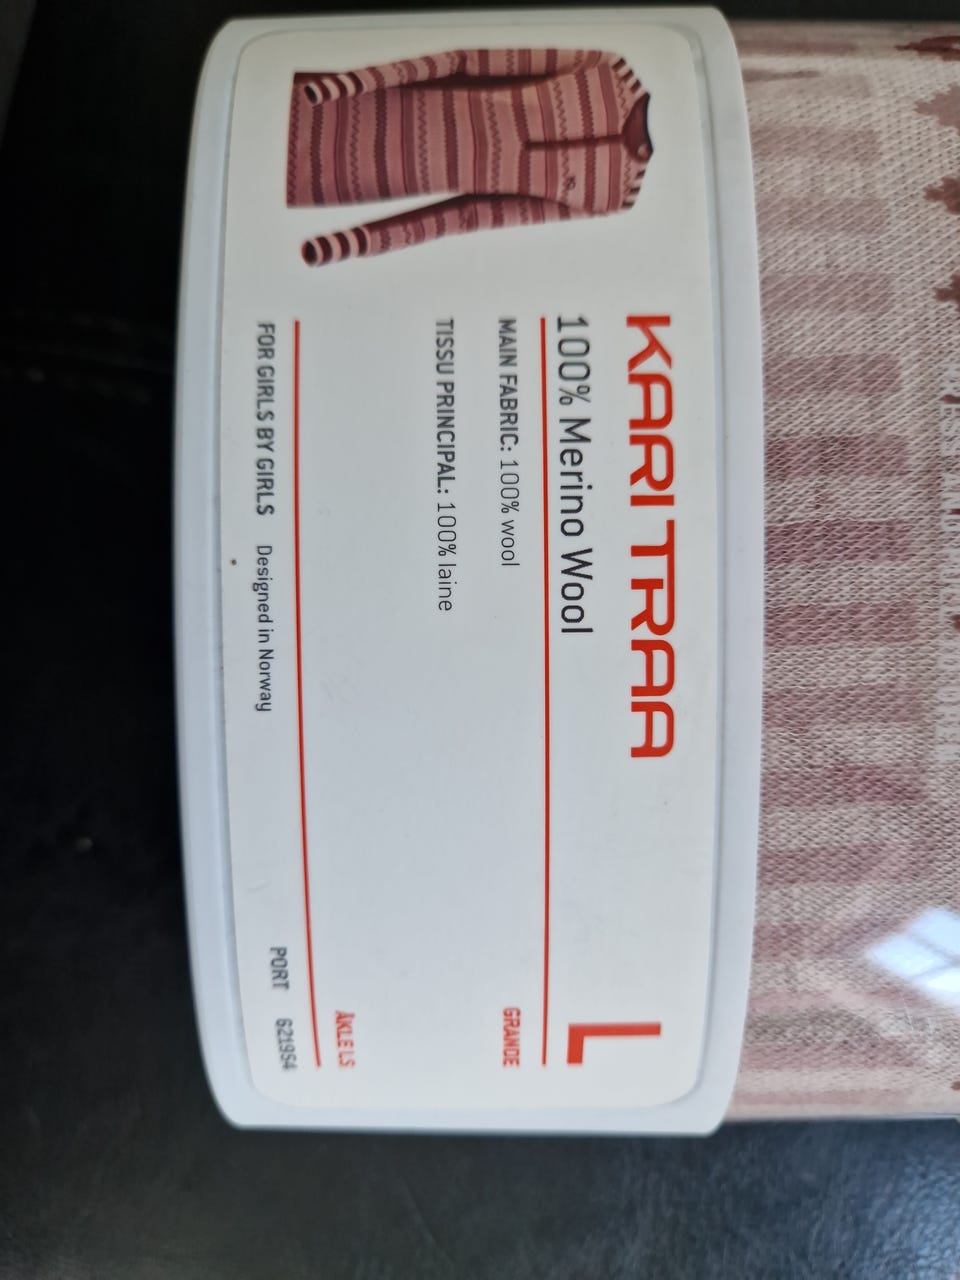 KARI TRAA
100% Merino Wool
L
MAIN FABRIC: 100% wool
GRANDE
TISSU PRINCIPAL: 100% laine
ÅKLE LS
FOR GIRLS BY GIRLS Designed in Norway PORT 621954